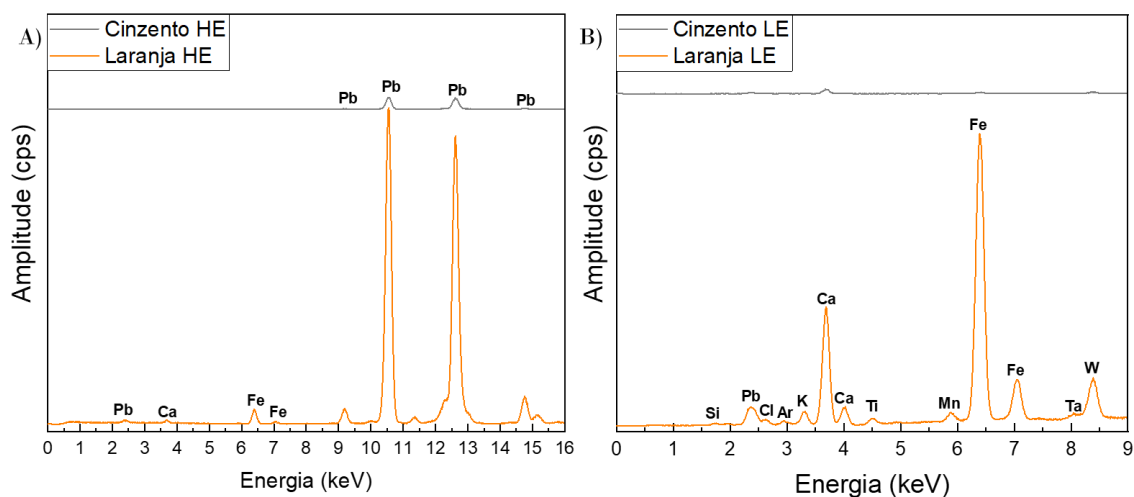 A)
Cinzento HE
Laranja HE
Pb
Pb
Pb
Pb
Pb
Ca
Fe
Fe
Amplitude (cps)
0 1 2 3 4 5 6 7 8 9 10 11 12 13 14 15 16
Energia (keV)
B)
Cinzento LE
Laranja LE
Fe
Ca
Si
Pb
Cl
Ar
K
Ca
Ti
Mn
Fe
Ta
W
Amplitude (cps)
0 1 2 3 4 5 6 7 8 9
Energia (keV)